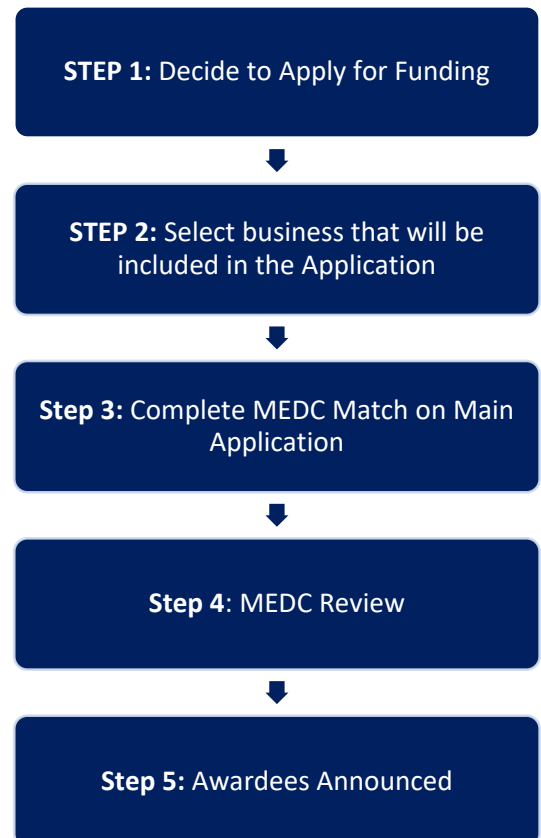 STEP 1: Decide to Apply for Funding
STEP 2: Select business that will be
included in the Application
Step 3: Complete MEDC Match on Main
Application
Step 4: MEDC Review
Step 5: Awardees Announced